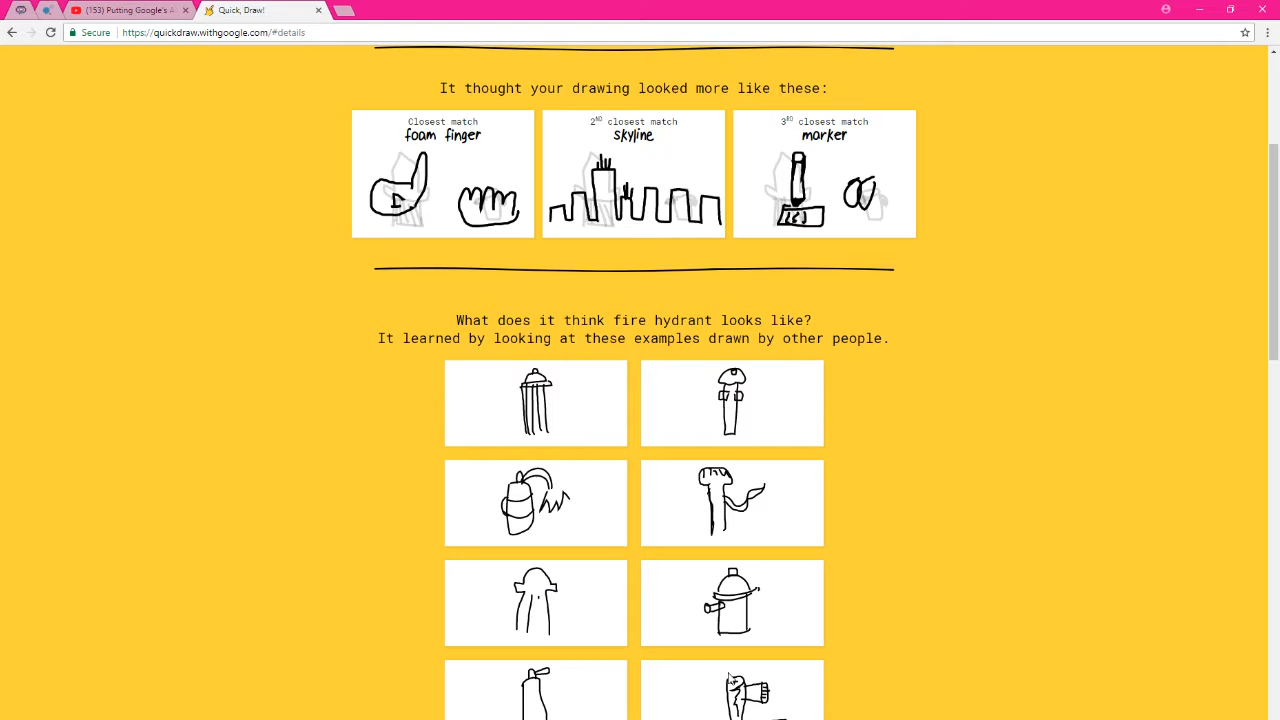 (153) Putting Google's A
Quick, Draw!
Secure
https://quickdraw.withgoogle.com/#details
It thought your drawing looked more like these:
Closest match
foam finger
2ND closest match
skyline
3RD closest match
marker
What does it think fire hydrant looks like?
It learned by looking at these examples drawn by other people.